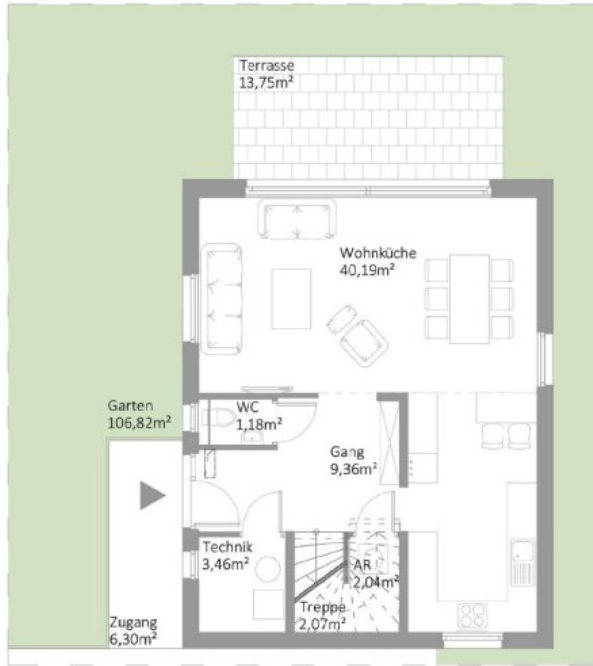 Terrasse
13,75m²
Wohnküche
40,19m²
Garten
106,82m²
WC
1,18m²
Gang
9,36m²
Technik
3,46m²
AR
2,04m²
Treppe
2,07m²
Zugang
6,30m²